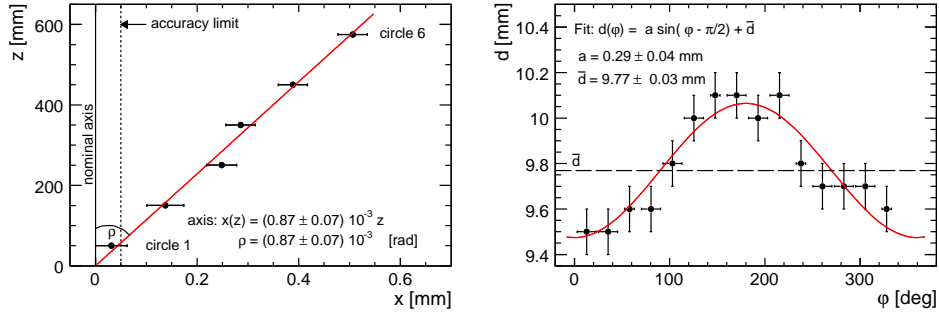 z [mm]
600
400
200
0
0.0
0.2
0.4
0.6
x [mm]
nominal axis
accuracy limit
circle 6
circle 1
ρ
axis: x(z) = (0.87 ± 0.07) 10⁻³ z
ρ = (0.87 ± 0.07) 10⁻³ [rad]
d [mm]
10.4
10.2
10
9.8
9.6
9.4
0
100
200
300
φ [deg]
Fit: d(φ) = a sin( φ - π/2) + d̅
a = 0.29 ± 0.04 mm
d̅ = 9.77 ± 0.03 mm
d̅